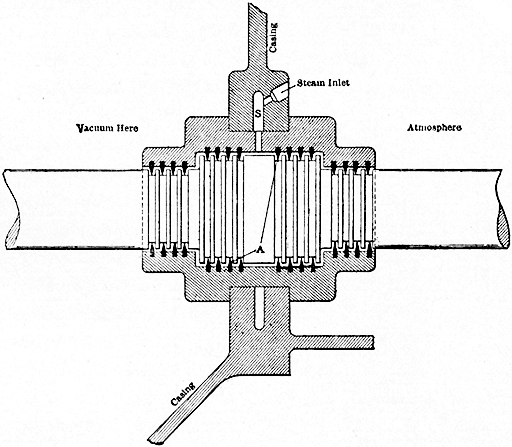 Casing
Steam Inlet
S
Vacuum Here
Atmosphere
A
Casing